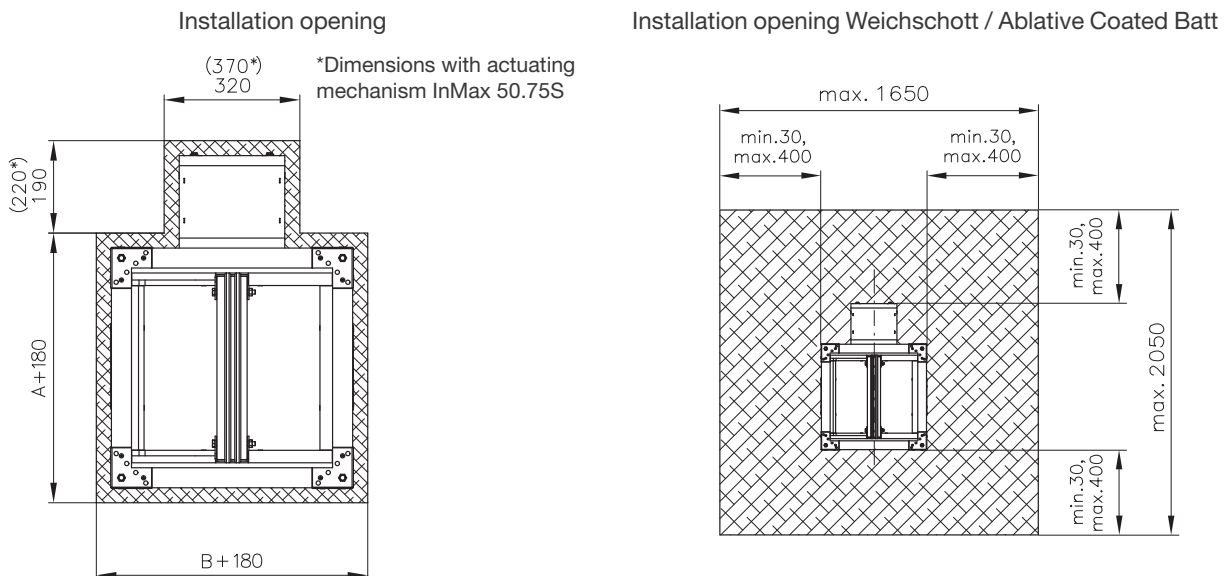 Installation opening
(370*)
320
*Dimensions with actuating
mechanism InMax 50.75S
(220*)
190
A+180
B+180
Installation opening Weichschott / Ablative Coated Batt
max. 1650
min.30,
max.400
min.30,
max.400
min.30,
max.400
max. 2050
min.30,
max.400